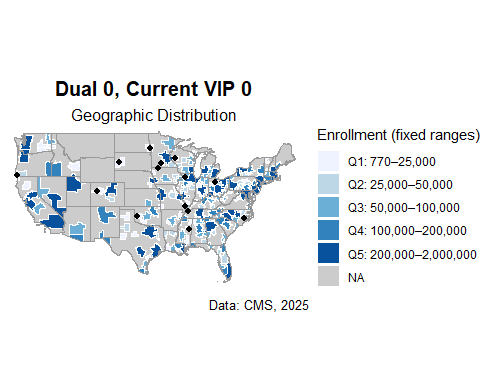 Dual 0, Current VIP 0
Geographic Distribution
Enrollment (fixed ranges)
Q1: 770–25,000
Q2: 25,000–50,000
Q3: 50,000–100,000
Q4: 100,000–200,000
Q5: 200,000–2,000,000
NA
Data: CMS, 2025